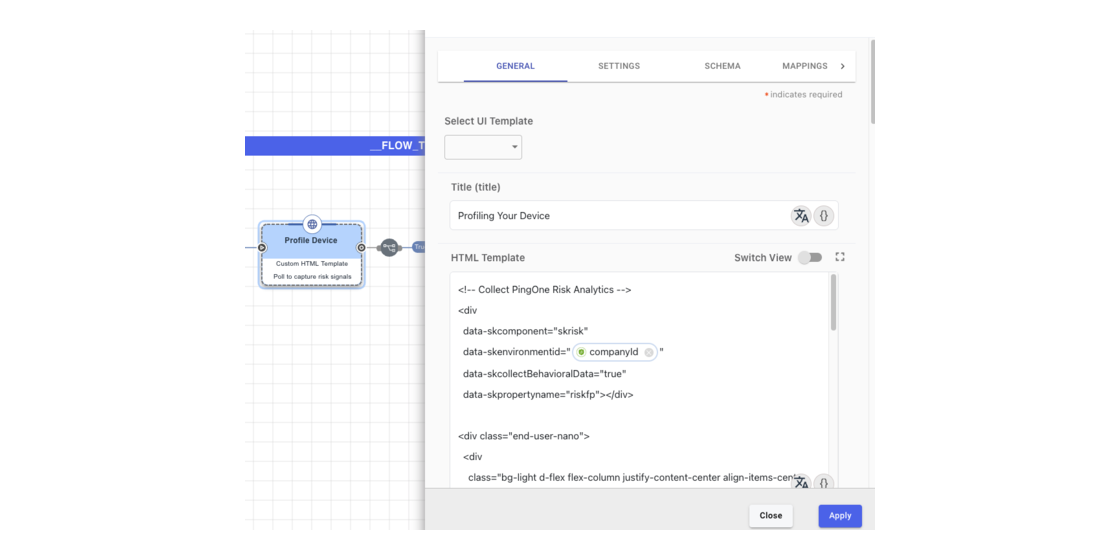 GENERAL
SETTINGS
SCHEMA
MAPPINGS
* indicates required
Select UI Template
__FLOW_T
Title (title)
Profiling Your Device
{}
Profile Device
Custom HTML Template
Poll to capture risk signals
Tru
HTML Template
Switch View
<!-- Collect PingOne Risk Analytics -->
<div
data-skcomponent="skrisk"
data-skenvironmentid=" companyId "
data-skcollectBehavioralData="true"
data-skpropertyname="riskfp"></div>
<div class="end-user-nano">
<div
class="bg-light d-flex flex-column justify-content-center align-items-cent
{}
Close
Apply